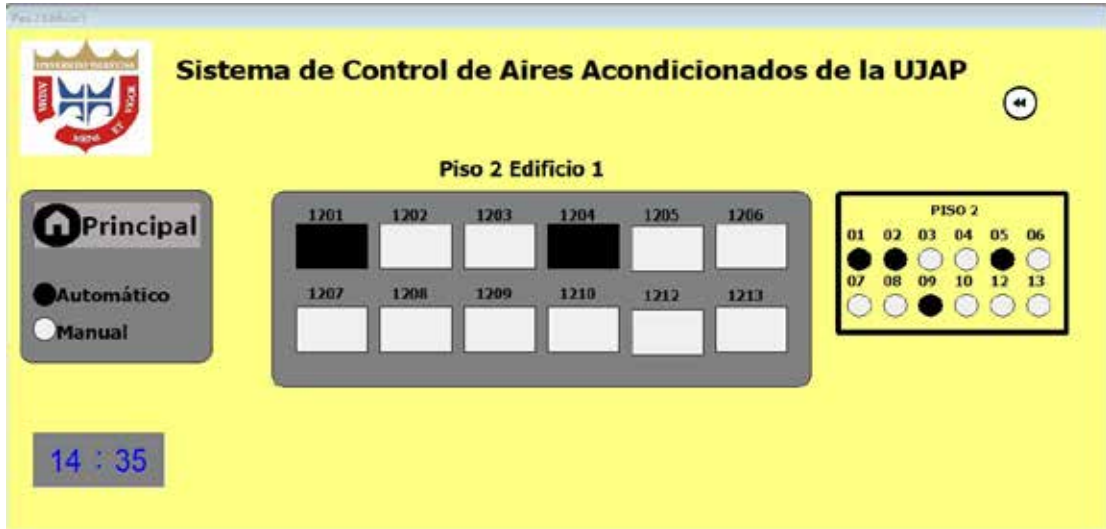 Sistema de Control de Aires Acondicionados de la UJAP
Piso 2 Edificio 1
Principal
Automático
Manual
1201 1202 1203 1204 1205 1206
1207 1208 1209 1210 1212 1213
PISO 2
01 02 03 04 05 06
07 08 09 10 12 13
14 : 35